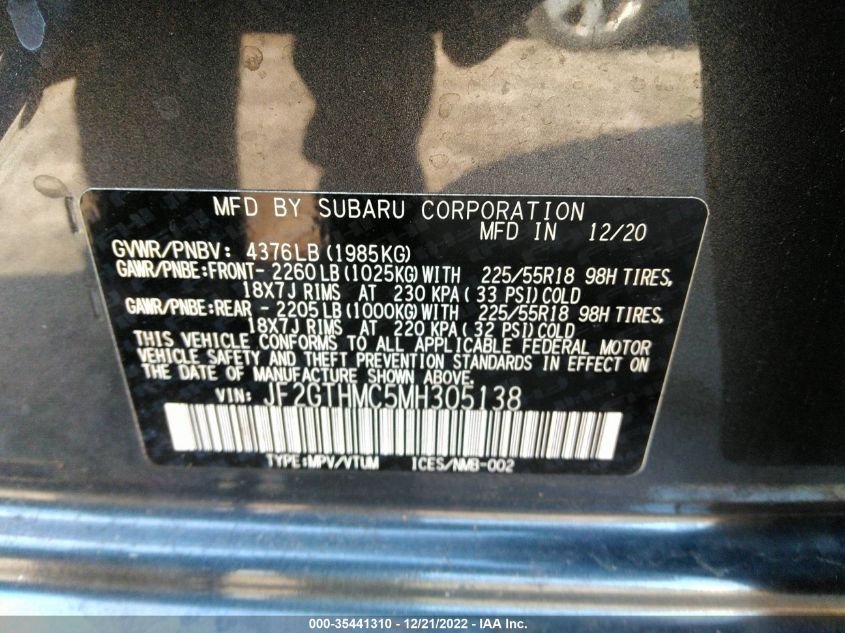 MFD BY SUBARU CORPORATION
MFD IN 12/20
GVWR/PNBV: 4376LB (1985KG)
GAWR/PNBE:FRONT- 2260 LB (1025KG) WITH 225/55R18 98H TIRES,
18X7J RIMS AT 230 KPA ( 33 PSI) COLD
GAWR/PNBE:REAR - 2205 LB (1000KG) WITH 225/55R18 98H TIRES,
18X7J RIMS AT 220 KPA ( 32 PSI) COLD
THIS VEHICLE CONFORMS TO ALL APPLICABLE FEDERAL MOTOR
VEHICLE SAFETY AND THEFT PREVENTION STANDARDS IN EFFECT ON
THE DATE OF MANUFACTURE SHOWN ABOVE.
VIN: JF2GTHMC5MH305138
TYPE:MPV/VTUM ICES/NMB-002
000-35441310 - 12/21/2022 - IAA Inc.